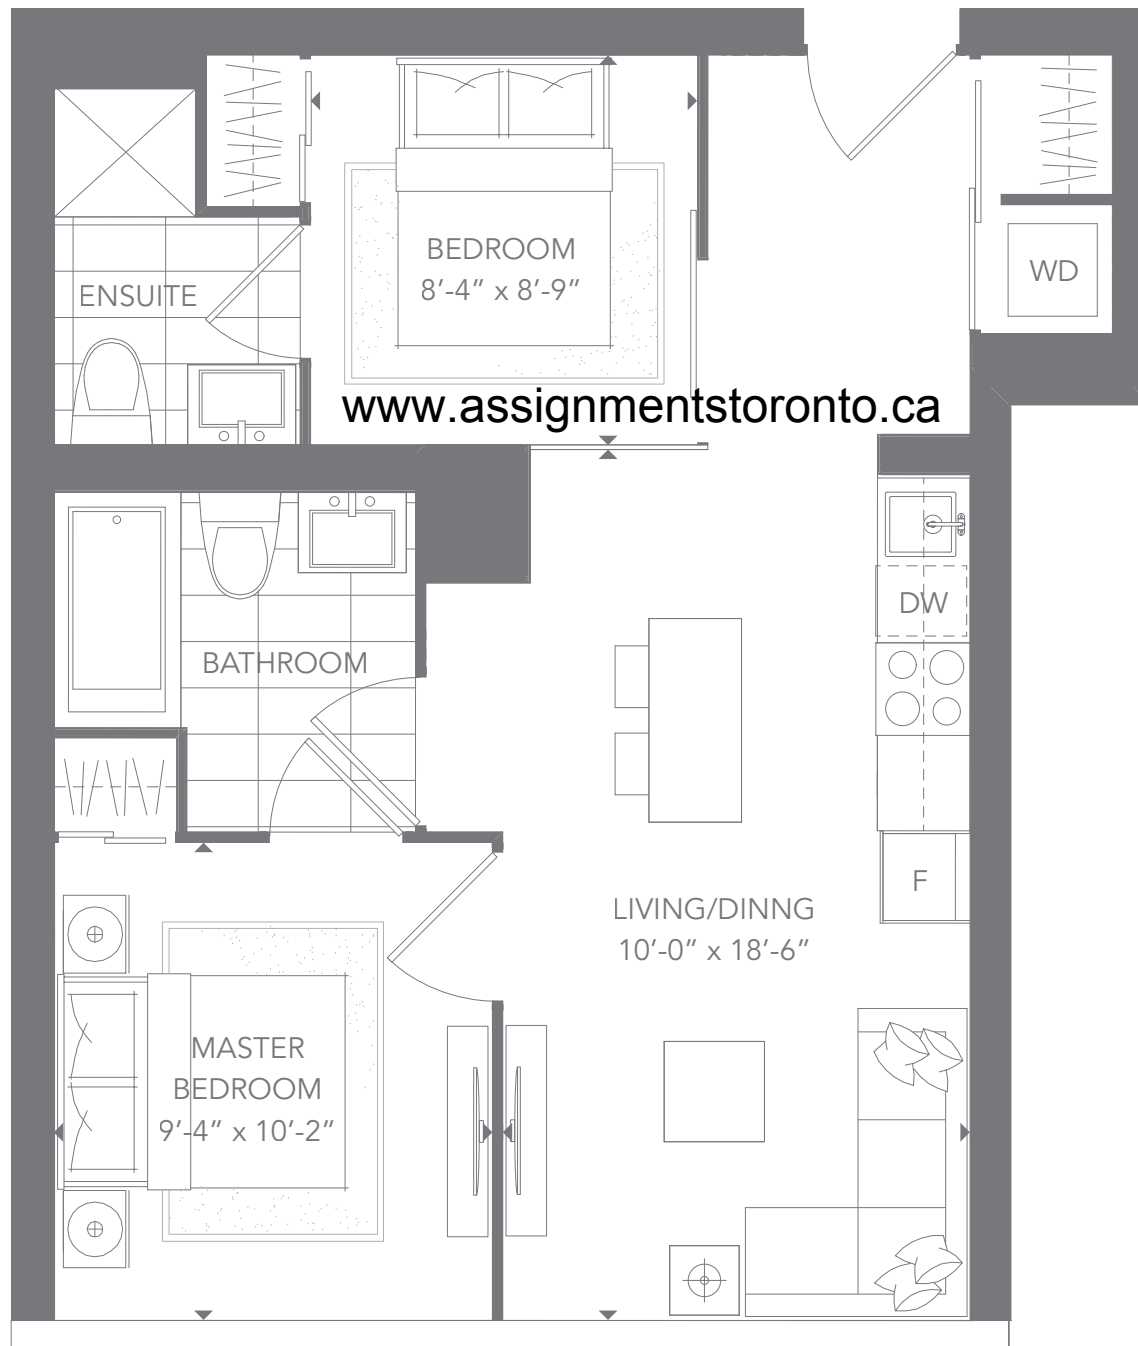 BEDROOM
8’-4” x 8’-9”
ENSUITE
WD
www.assignmentstoronto.ca
DW
BATHROOM
F
LIVING/DINNG
10’-0” x 18’-6”
MASTER
BEDROOM
9’-4” x 10’-2”